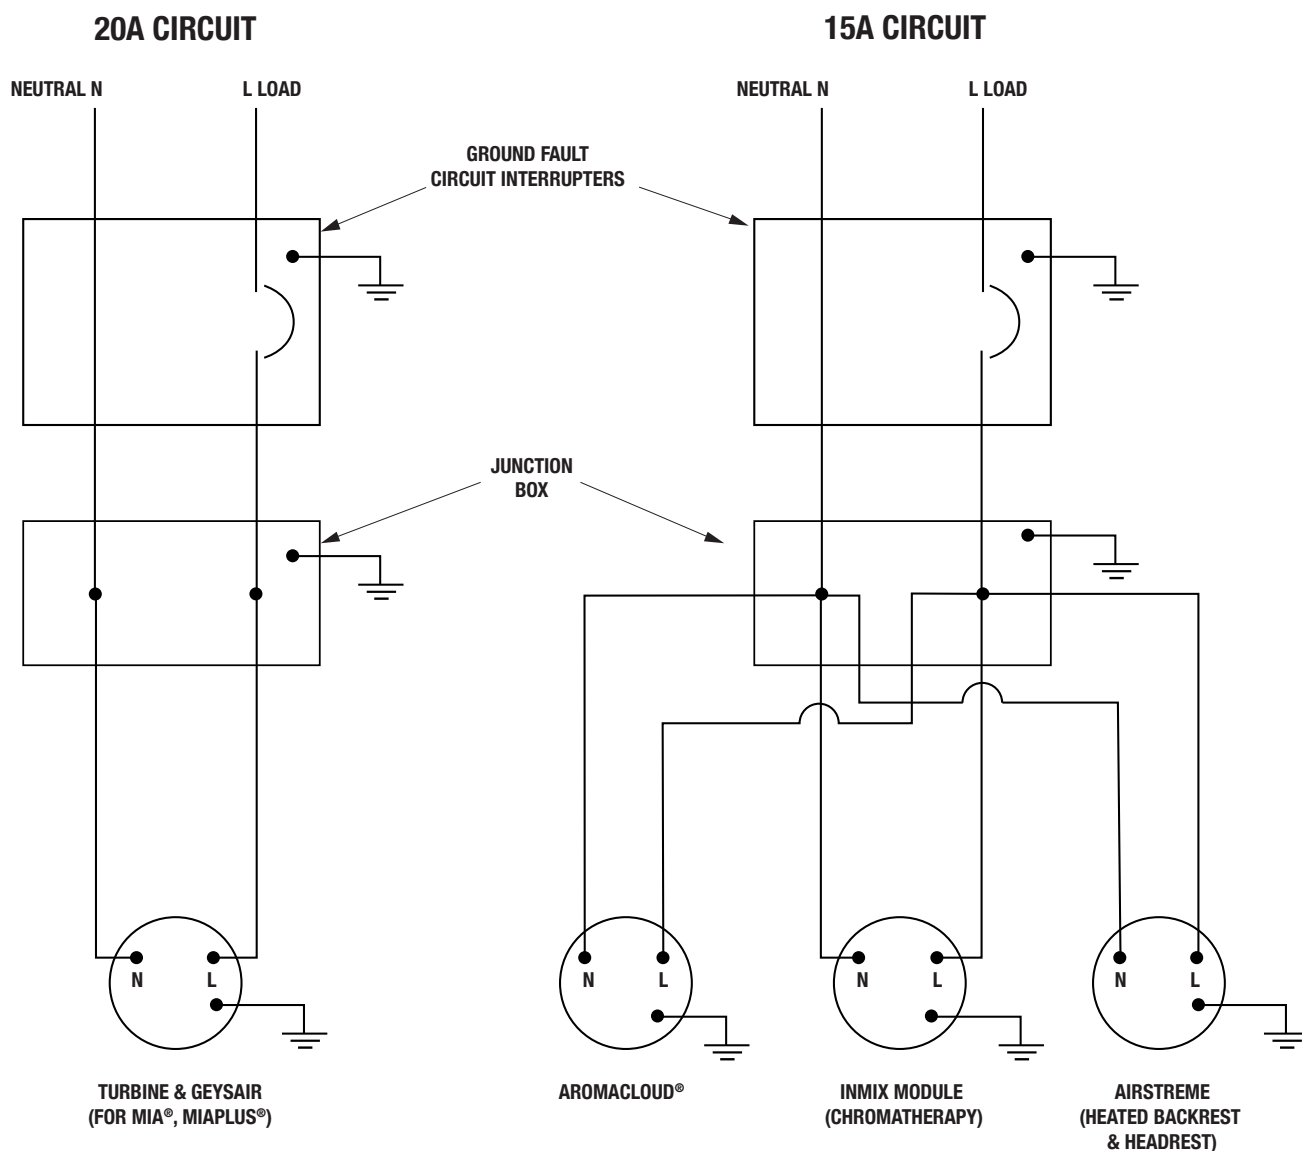 20A CIRCUIT
15A CIRCUIT
NEUTRAL N
L LOAD
NEUTRAL N
L LOAD
GROUND FAULT
CIRCUIT INTERRUPTERS
JUNCTION
BOX
N
L
N
L
N
L
N
L
TURBINE & GEYSAIR
(FOR MIA®, MIAPLUS®)
AROMACLOUD®
INMIX MODULE
(CHROMATHERAPY)
AIRSTREME
(HEATED BACKREST
& HEADREST)